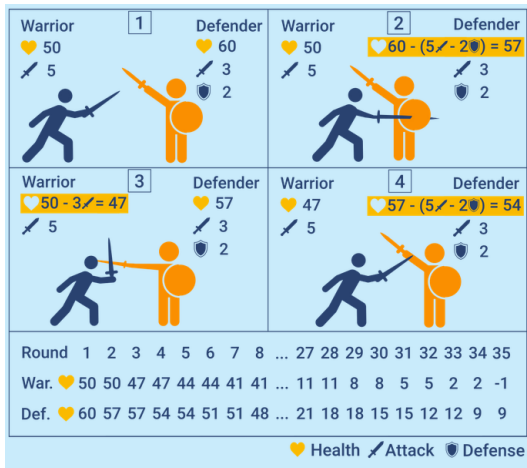 1
Warrior
50
5
Defender
60
3
2
2
Warrior
50
5
Defender
60 - (5 - 2) = 57
3
2
3
Warrior
50 - 3 = 47
5
Defender
57
3
2
4
Warrior
47
5
Defender
57 - (5 - 2) = 54
3
2
Round 1 2 3 4 5 6 7 8 ... 27 28 29 30 31 32 33 34 35
War. 50 50 47 47 44 44 41 41 ... 11 11 8 8 5 5 2 2 -1
Def. 60 57 57 54 54 51 51 48 ... 21 18 18 15 15 12 12 9 9
Health Attack Defense